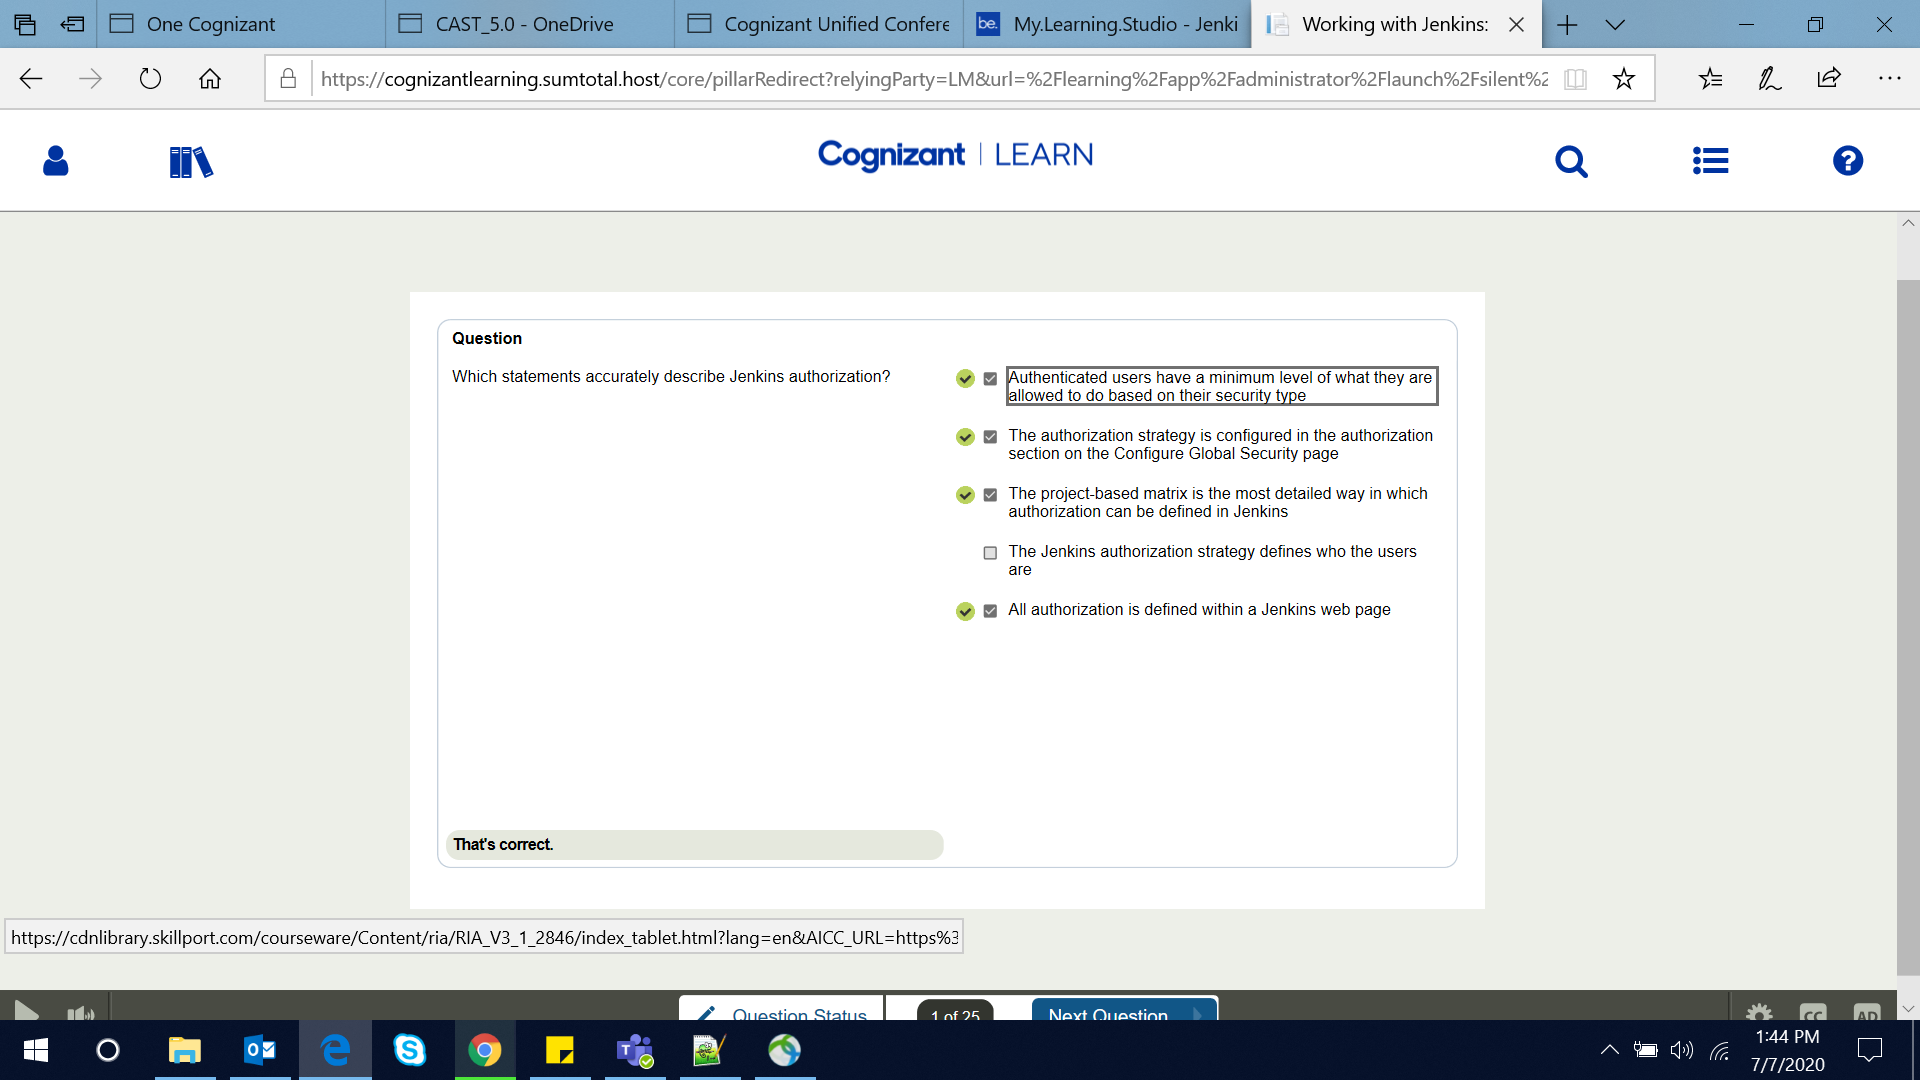 One Cognizant
CAST_5.0 - OneDrive
Cognizant Unified Confere
be. My.Learning.Studio - Jenki
Working with Jenkins:
https://cognizantlearning.sumtotal.host/core/pillarRedirect?relyingParty=LM&url=%2Flearning%2Fapp%2Fadministrator%2Flaunch%2Fsilent%2
Cognizant | LEARN
Question
Which statements accurately describe Jenkins authorization?
Authenticated users have a minimum level of what they are
allowed to do based on their security type
The authorization strategy is configured in the authorization
section on the Configure Global Security page
The project-based matrix is the most detailed way in which
authorization can be defined in Jenkins
The Jenkins authorization strategy defines who the users
are
All authorization is defined within a Jenkins web page
That's correct.
https://cdnlibrary.skillport.com/courseware/Content/ria/RIA_V3_1_2846/index_tablet.html?lang=en&AICC_URL=https%3
Question Status
1 of 25
Next Question
CC
AD
1:44 PM
7/7/2020